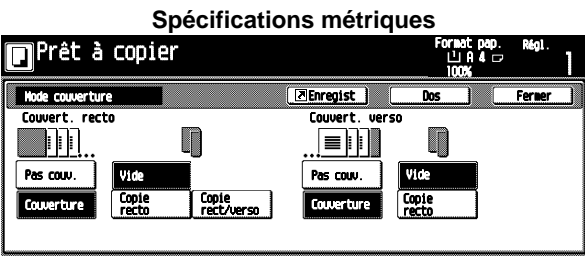 Spécifications métriques
Prêt à copier
Format pap.
A 4
100%
Régl.
1
Mode couverture
Enregist
Dos
Fermer
Couvert. recto
Couvert. verso
Pas couv.
Vide
Pas couv.
Vide
Couverture
Copie
recto
Copie
rect/verso
Couverture
Copie
recto